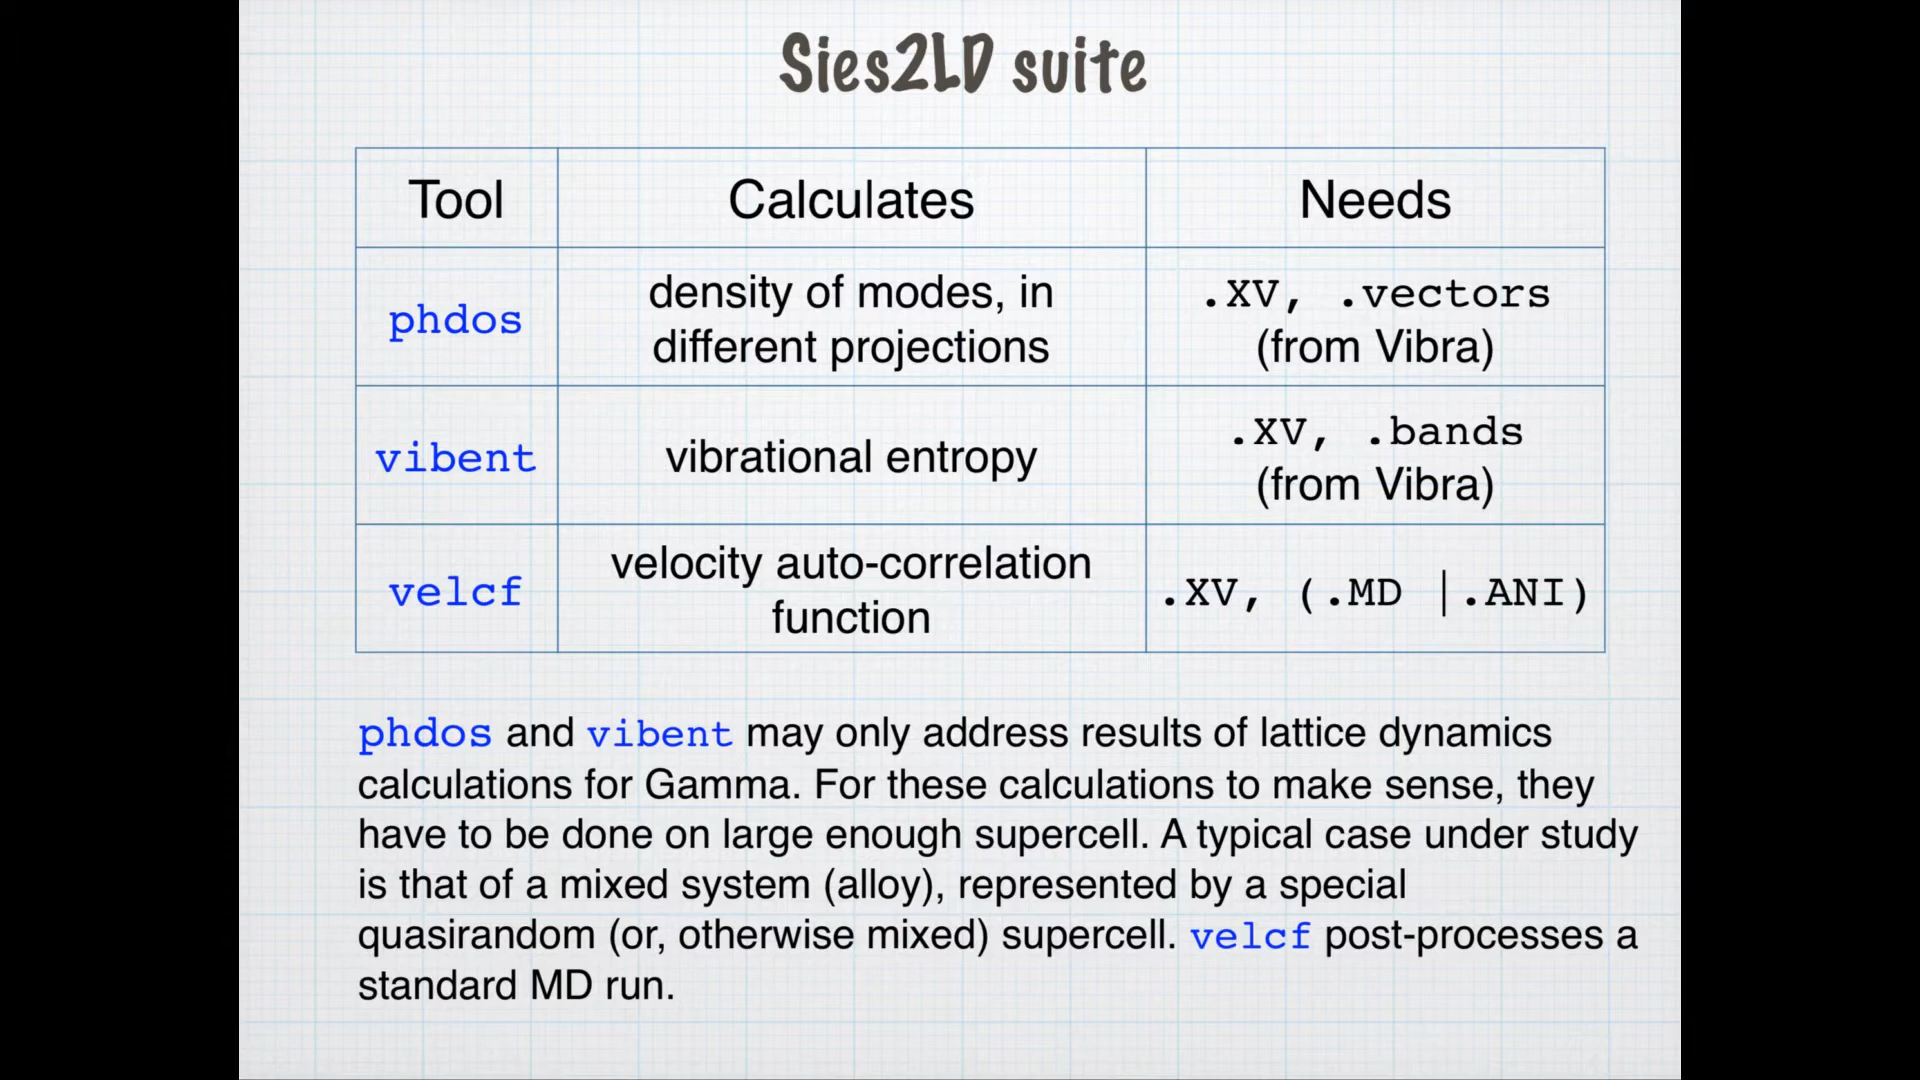 Sies2LD suite
Tool Calculates Needs
phdos
density of modes, in
different projections
.XV, .vectors
(from Vibra)
vibent
vibrational entropy
.XV, .bands
(from Vibra)
velcf
velocity auto-correlation
function
.XV, (.MD |.ANI)
phdos and vibent may only address results of lattice dynamics
calculations for Gamma. For these calculations to make sense, they
have to be done on large enough supercell. A typical case under study
is that of a mixed system (alloy), represented by a special
quasirandom (or, otherwise mixed) supercell. velcf post-processes a
standard MD run.